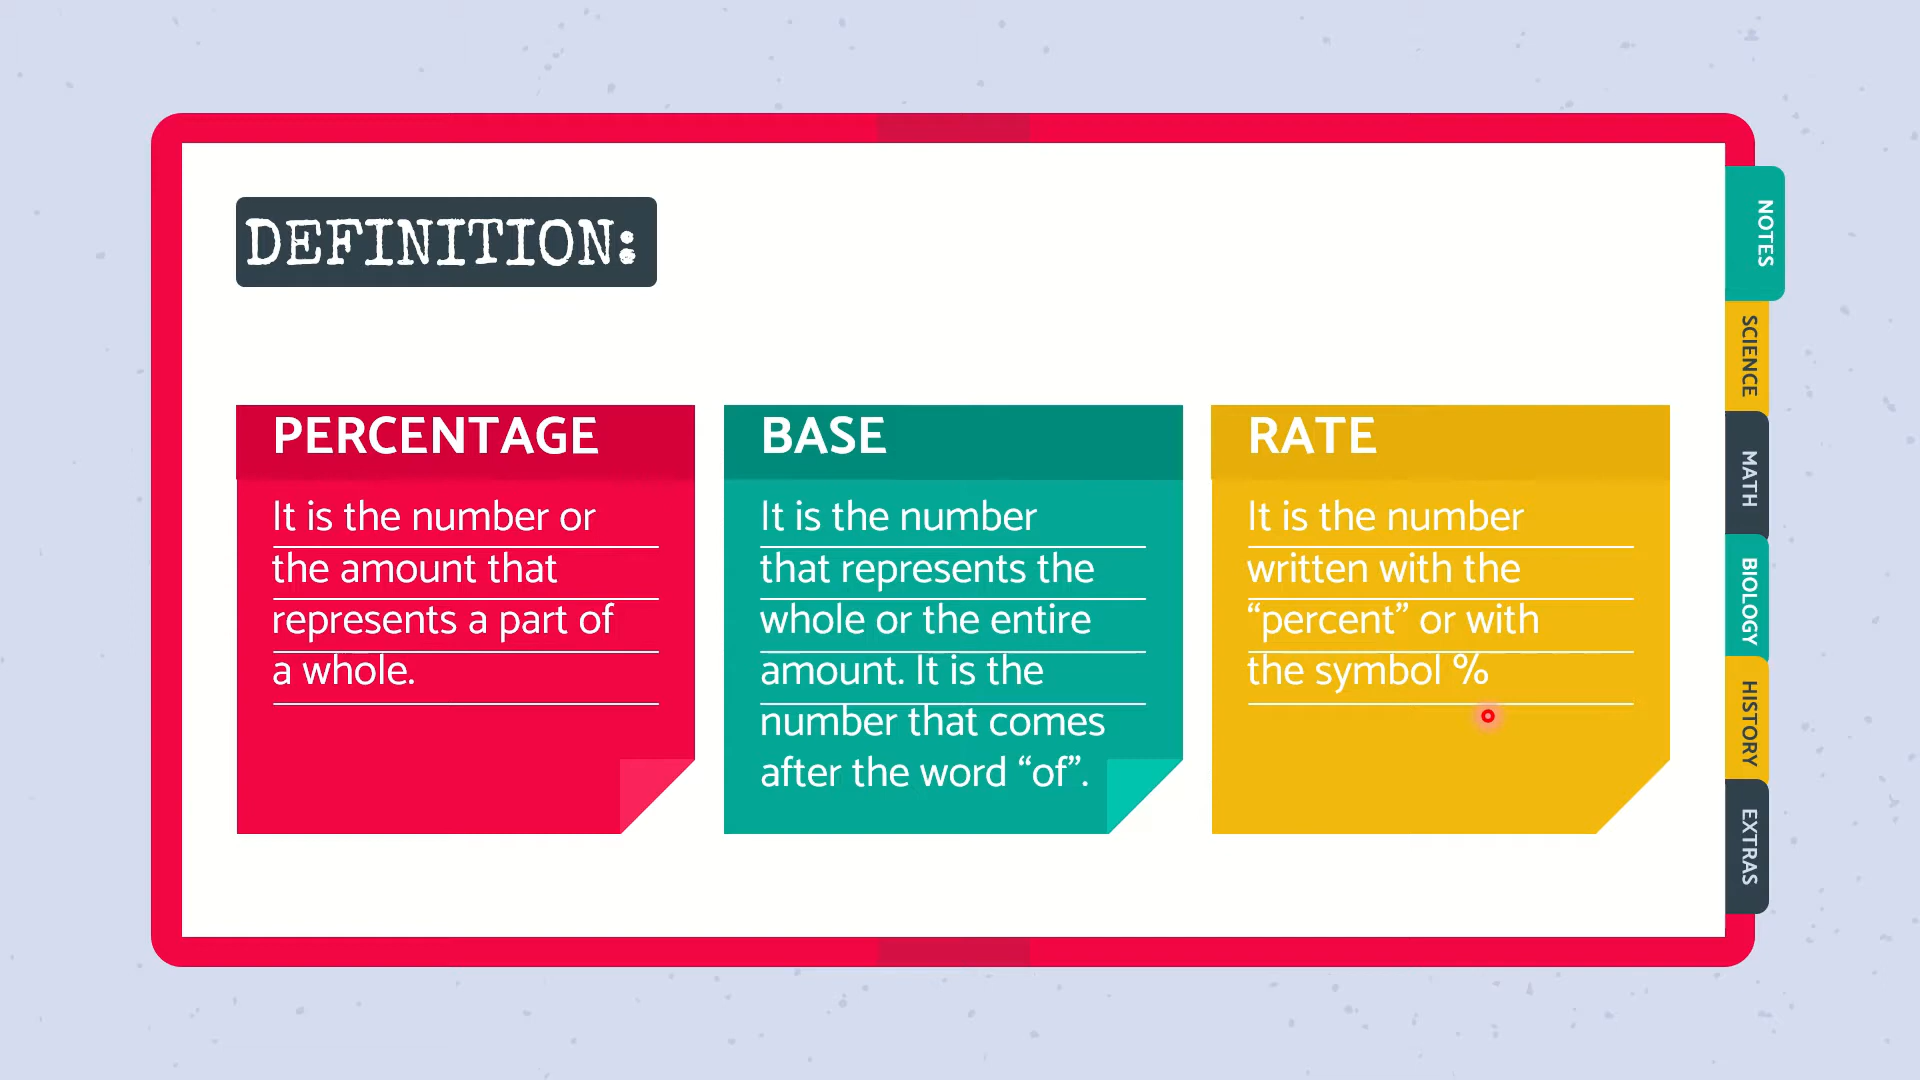 DEFINITION:
PERCENTAGE
It is the number or
the amount that
represents a part of
a whole.
BASE
It is the number
that represents the
whole or the entire
amount. It is the
number that comes
after the word “of”.
RATE
It is the number
written with the
“percent” or with
the symbol %
NOTES
SCIENCE
MATH
BIOLOGY
HISTORY
EXTRAS